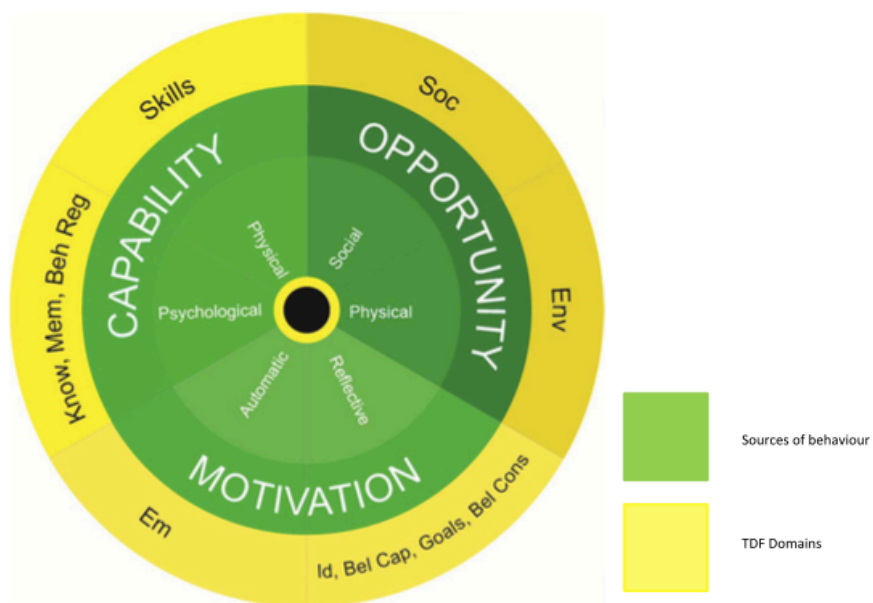 Skills
Soc
CAPABILITY
OPPORTUNITY
Physical
Social
Know, Mem, Beh Reg
Psychological
Physical
Env
Automatic
Reflective
MOTIVATION
Em
Id, Bel Cap, Goals, Bel Cons
Sources of behaviour
TDF Domains